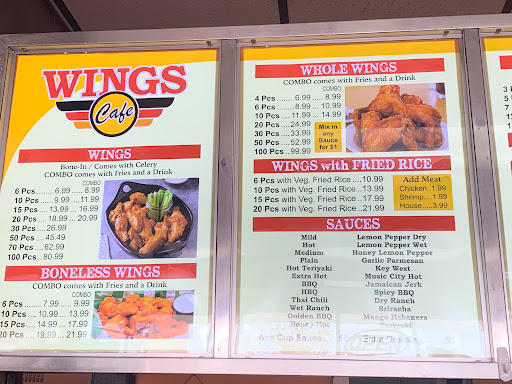 WINGS
Cafe
WINGS
Bone-In / Comes with Celery
COMBO comes with Fries and a Drink
COMBO
6 Pcs ........ 6.99 ..... 8.99
10 Pcs ...... 9.99 ...11.99
15 Pcs .... 13.99 ... 16.99
20 Pcs .... 18.99 ... 20.99
30 Pcs .... 26.99
50 Pcs .... 45.49
70 Pcs .... 62.99
100 Pcs .. 80.99
BONELESS WINGS
COMBO comes with Fries and a Drink
COMBO
6 Pcs ........ 7.99 .... 9.99
10 Pcs ..... 10.99 ... 13.99
15 Pcs ..... 14.99 ... 17.99
20 Pcs .... 19.99 .... 21.99
WHOLE WINGS
COMBO comes with Fries and a Drink
COMBO
4 Pcs ....... 6.99 ..... 8.99
6 Pcs ....... 8.99 ... 10.99
10 Pcs ..... 11.99 ... 14.99
20 Pcs ..... 24.99
30 Pcs ..... 33.99
50 Pcs ..... 52.99
100 Pcs ... 99.99
Mix in
any
Sauce
for $1
WINGS with FRIED RICE
6 Pcs with Veg. Fried Rice ....10.99
10 Pcs with Veg. Fried Rice ..13.99
15 Pcs with Veg. Fried Rice ..17.99
20 Pcs with Veg. Fried Rice ..21.99
Add Meat
Chicken..1.99
Shrimp....1.99
House.....3.99
SAUCES
Mild
Hot
Medium
Plain
Hot Teriyaki
Extra Hot
BBQ
HBQ
Thai Chili
Wet Ranch
Golden BBQ
Honey Hot
Lemon Pepper Dry
Lemon Pepper Wet
Honey Lemon Pepper
Garlic Parmesan
Key West
Music City Hot
Jamaican Jerk
Spicy BBQ
Dry Ranch
Sriracha
Mango Habanera
Teriyaki
Any Cup Sauce